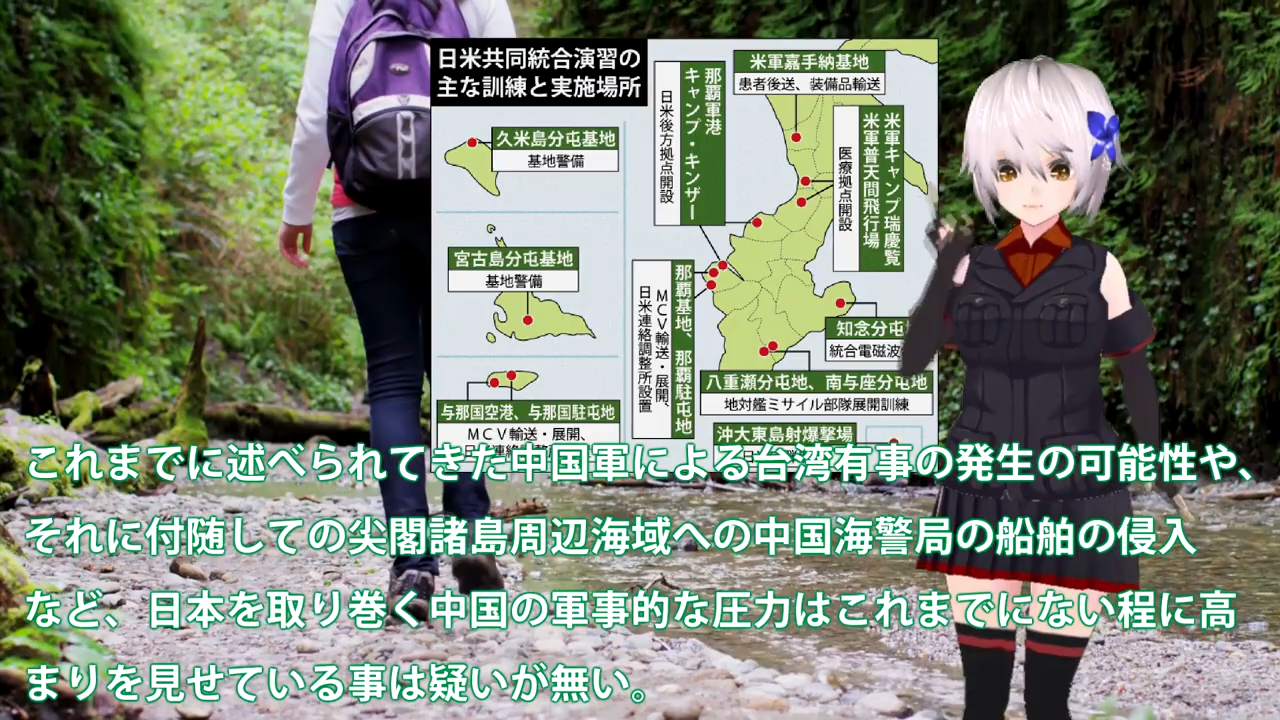 日米共同統合演習の
主な訓練と実施場所
久米島分屯基地
基地警備
宮古島分屯基地
基地警備
与那国空港、与那国駐屯地
MCV輸送・展開、
米軍嘉手納基地
患者後送、装備品輸送
那覇軍港
キャンプ・キンザー
日米後方拠点開設
米軍キャンプ瑞慶覧
米軍普天間飛行場
医療拠点開設
那覇基地、那覇駐屯地
MCV輸送・展開、
日米連絡調整所設置
知念分屯
統合電磁波
八重瀬分屯地、南与座分屯地
地対艦ミサイル部隊展開訓練
沖大東島射爆撃場
これまでに述べられてきた中国軍による台湾有事の発生の可能性や、
それに付随しての尖閣諸島周辺海域への中国海警局の船舶の侵入
など、日本を取り巻く中国の軍事的な圧力はこれまでにない程に高
まりを見せている事は疑いが無い。